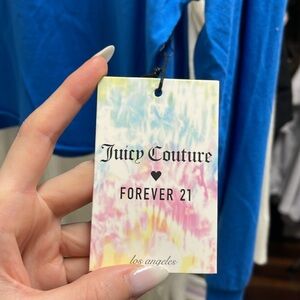 Juicy Couture
♥
FOREVER 21
los angeles